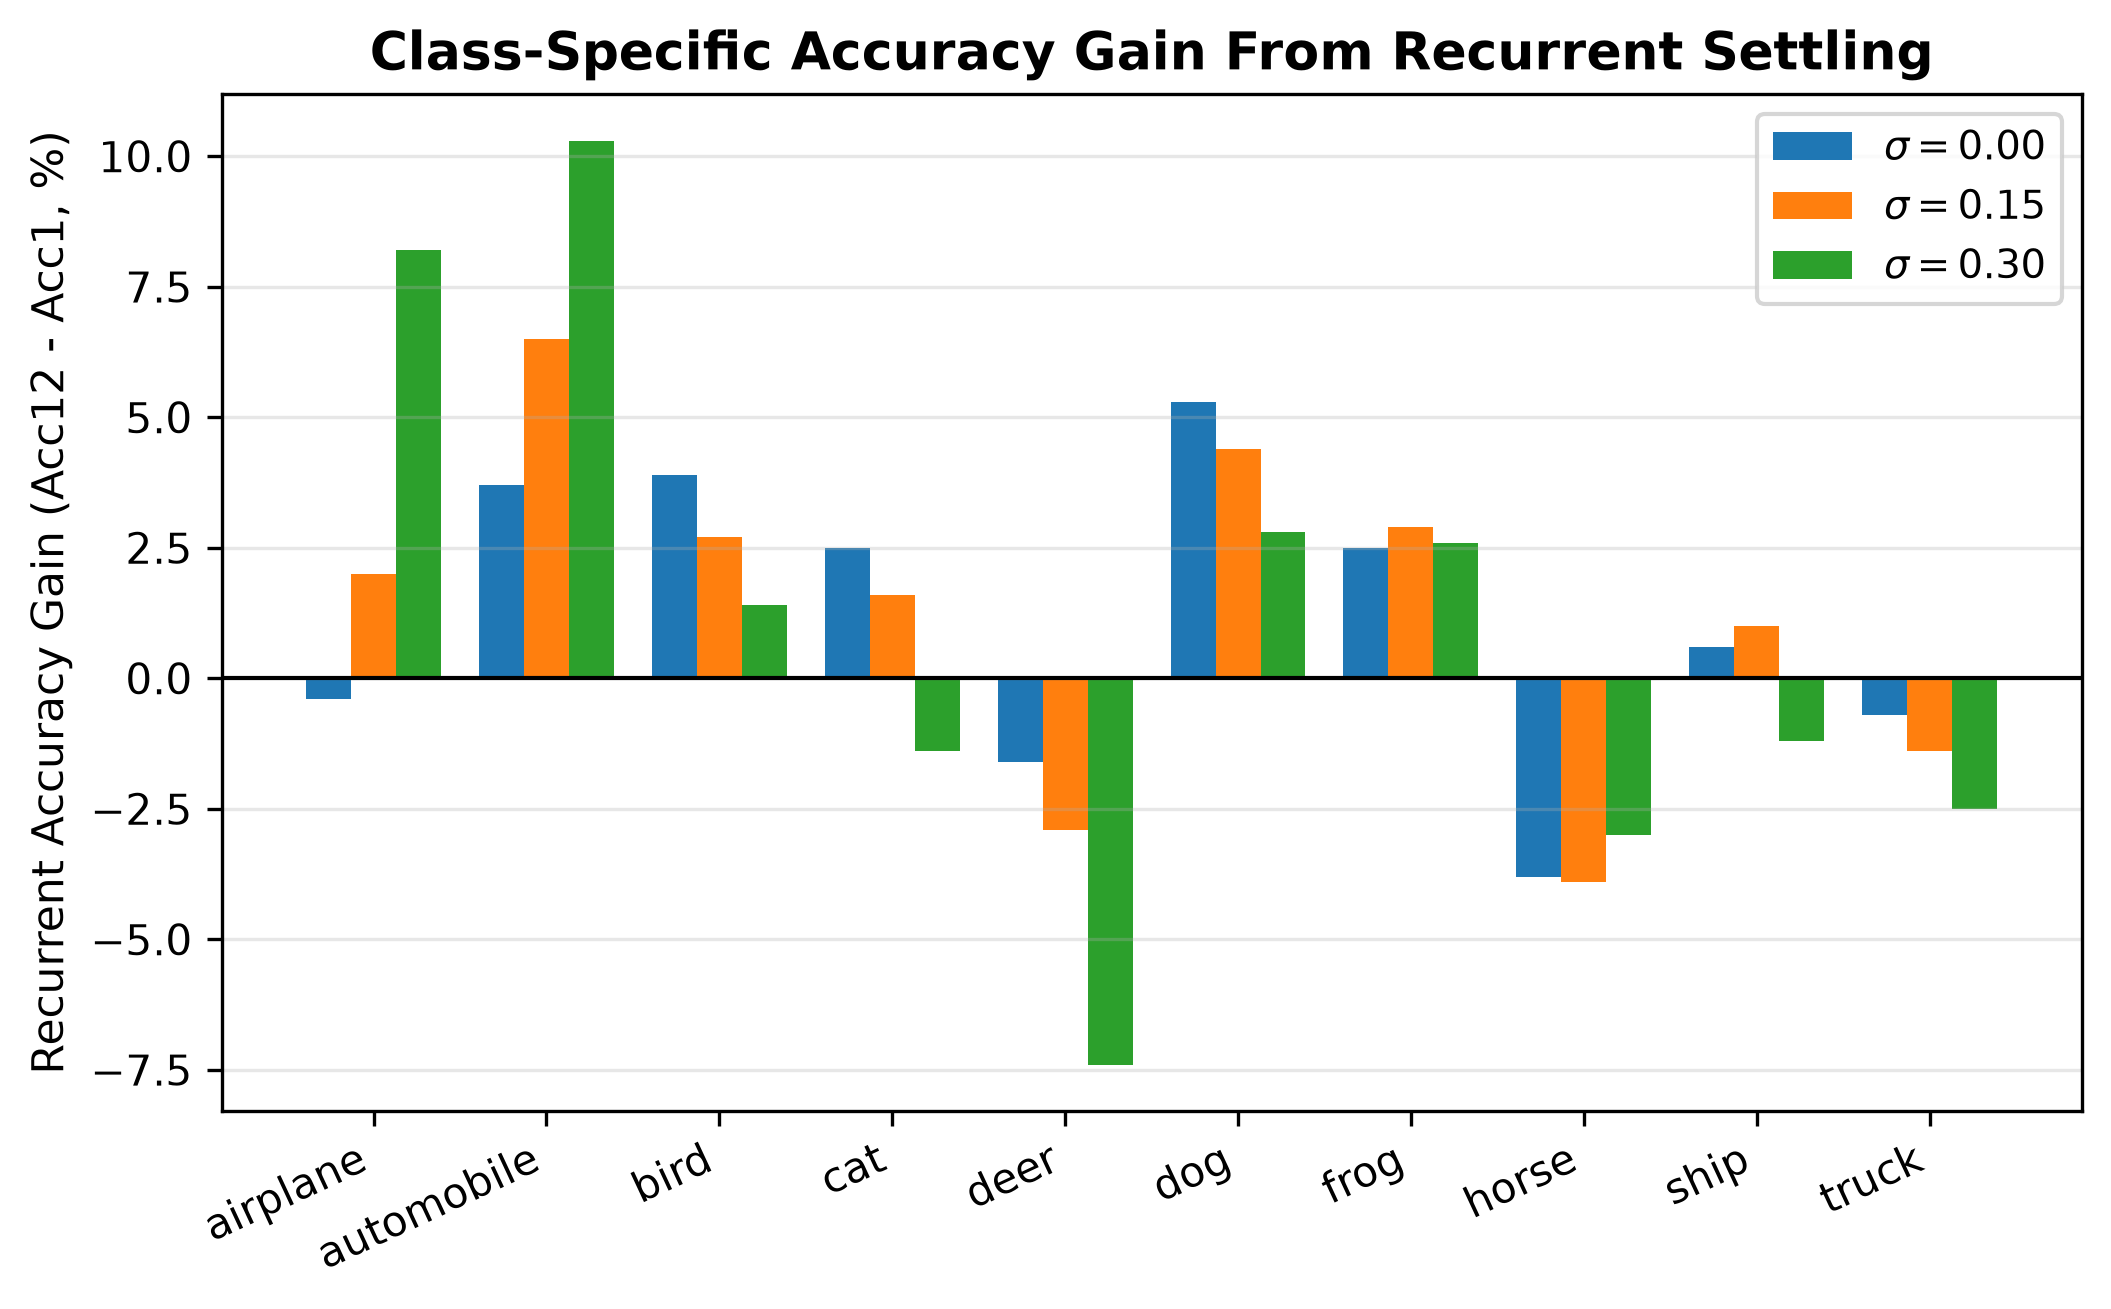 Class-Specific Accuracy Gain From Recurrent Settling
Recurrent Accuracy Gain (Acc12 - Acc1, %)
10.0
7.5
5.0
2.5
0.0
−2.5
−5.0
−7.5
σ = 0.00
σ = 0.15
σ = 0.30
airplane
automobile
bird
cat
deer
dog
frog
horse
ship
truck